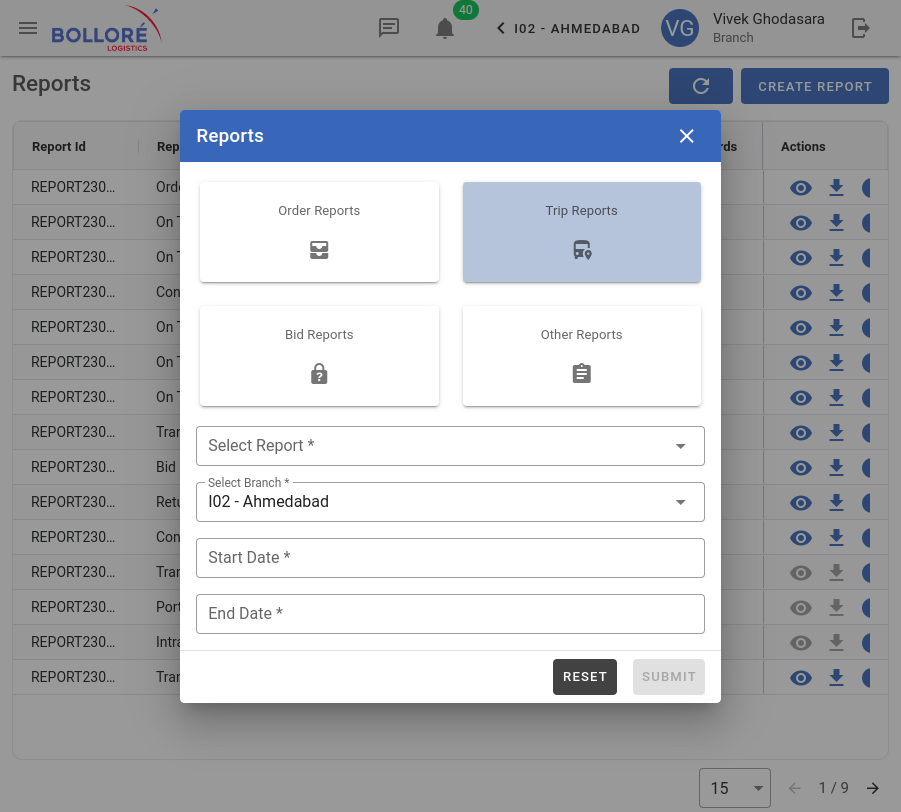 BOLLORÉ
LOGISTICS
40
I02 - AHMEDABAD
VG
Vivek Ghodasara
Branch
Reports
CREATE REPORT
Report Id
Rep
rds
Actions
Reports
REPORT230...
Orde
Order Reports
Trip Reports
REPORT230...
On T
REPORT230...
On T
REPORT230...
Con
REPORT230...
On T
Bid Reports
Other Reports
REPORT230...
On T
REPORT230...
On T
REPORT230...
Tran
Select Report *
REPORT230...
Bid
Select Branch *
I02 - Ahmedabad
REPORT230...
Retu
REPORT230...
Con
Start Date *
REPORT230...
Tran
REPORT230...
Port
End Date *
REPORT230...
Intra
REPORT230...
Tran
RESET
SUBMIT
15
1 / 9